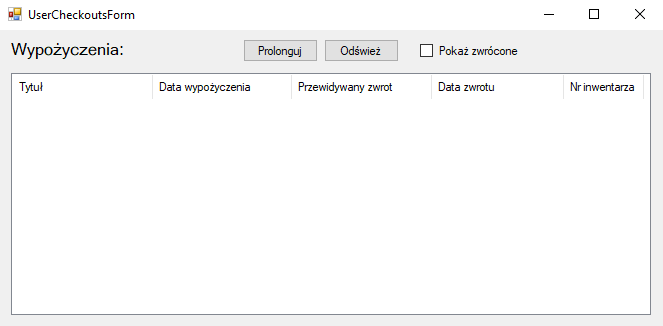 UserCheckoutsForm
Wypożyczenia: Prolonguj Odśwież Pokaż zwrócone
Tytuł Data wypożyczenia Przewidywany zwrot Data zwrotu Nr inwentarza